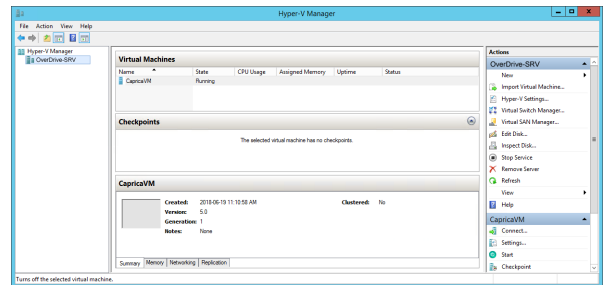 Hyper-V Manager
File Action View Help
Hyper-V Manager
OverDrive-SRV
Virtual Machines
Name State CPU Usage Assigned Memory Uptime Status
CapricaVM Running
Checkpoints
The selected virtual machine has no checkpoints.
CapricaVM
Created: 2018-06-19 11:10:58 AM Clustered: No
Version: 5.0
Generation: 1
Notes: None
Summary Memory Networking Replication
Actions
OverDrive-SRV
New
Import Virtual Machine...
Hyper-V Settings...
Virtual Switch Manager...
Virtual SAN Manager...
Edit Disk...
Inspect Disk...
Stop Service
Remove Server
Refresh
View
Help
CapricaVM
Connect...
Settings...
Start
Checkpoint
Turns off the selected virtual machine.